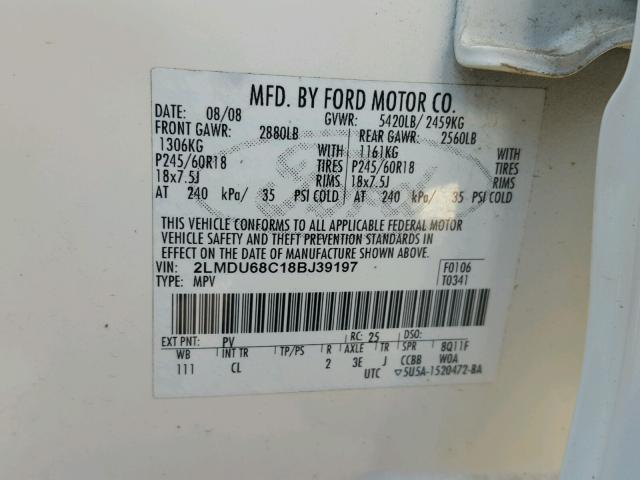 MFD. BY FORD MOTOR CO.
DATE: 08/08 GVWR: 5420LB/ 2459KG
FRONT GAWR: 2880LB REAR GAWR: 2560LB
1306KG WITH 1161KG WITH
P245/60R18 TIRES P245/60R18 TIRES
18x7.5J RIMS 18x7.5J RIMS
AT 240 kPa/ 35 PSI COLD AT 240 kPa/ 35 PSI COLD
THIS VEHICLE CONFORMS TO ALL APPLICABLE FEDERAL MOTOR
VEHICLE SAFETY AND THEFT PREVENTION STANDARDS IN
EFFECT ON THE DATE OF MANUFACTURE SHOWN ABOVE.
VIN: 2LMDU68C18BJ39197 F0106
TYPE: MPV T0341
EXT PNT: PV RC: 25 DSO:
WB INT TR TP/PS R AXLE TR SPR 8Q11F
111 CL 2 3E J CCBB WOA
UTC ▽5U5A-1520472-BA